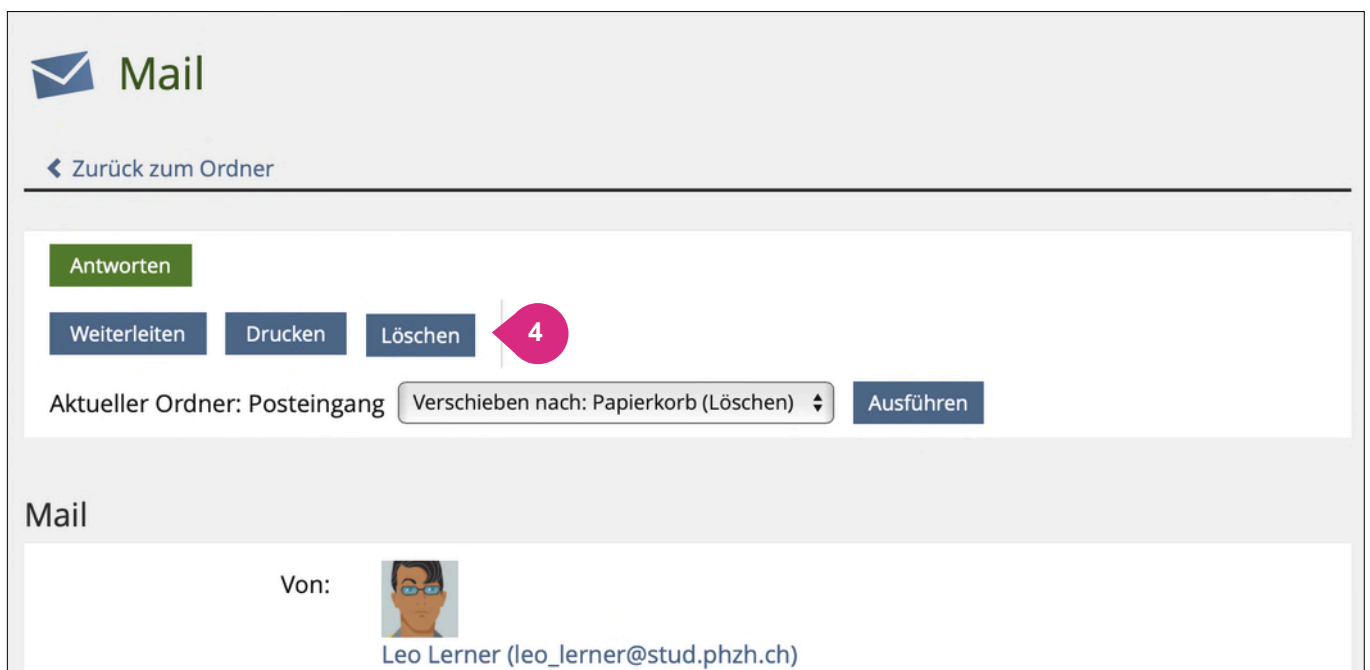 Mail
Zurück zum Ordner
Antworten
Weiterleiten Drucken Löschen 4
Aktueller Ordner: Posteingang Verschieben nach: Papierkorb (Löschen) Ausführen
Mail
Von:
Leo Lerner (leo_lerner@stud.phzh.ch)